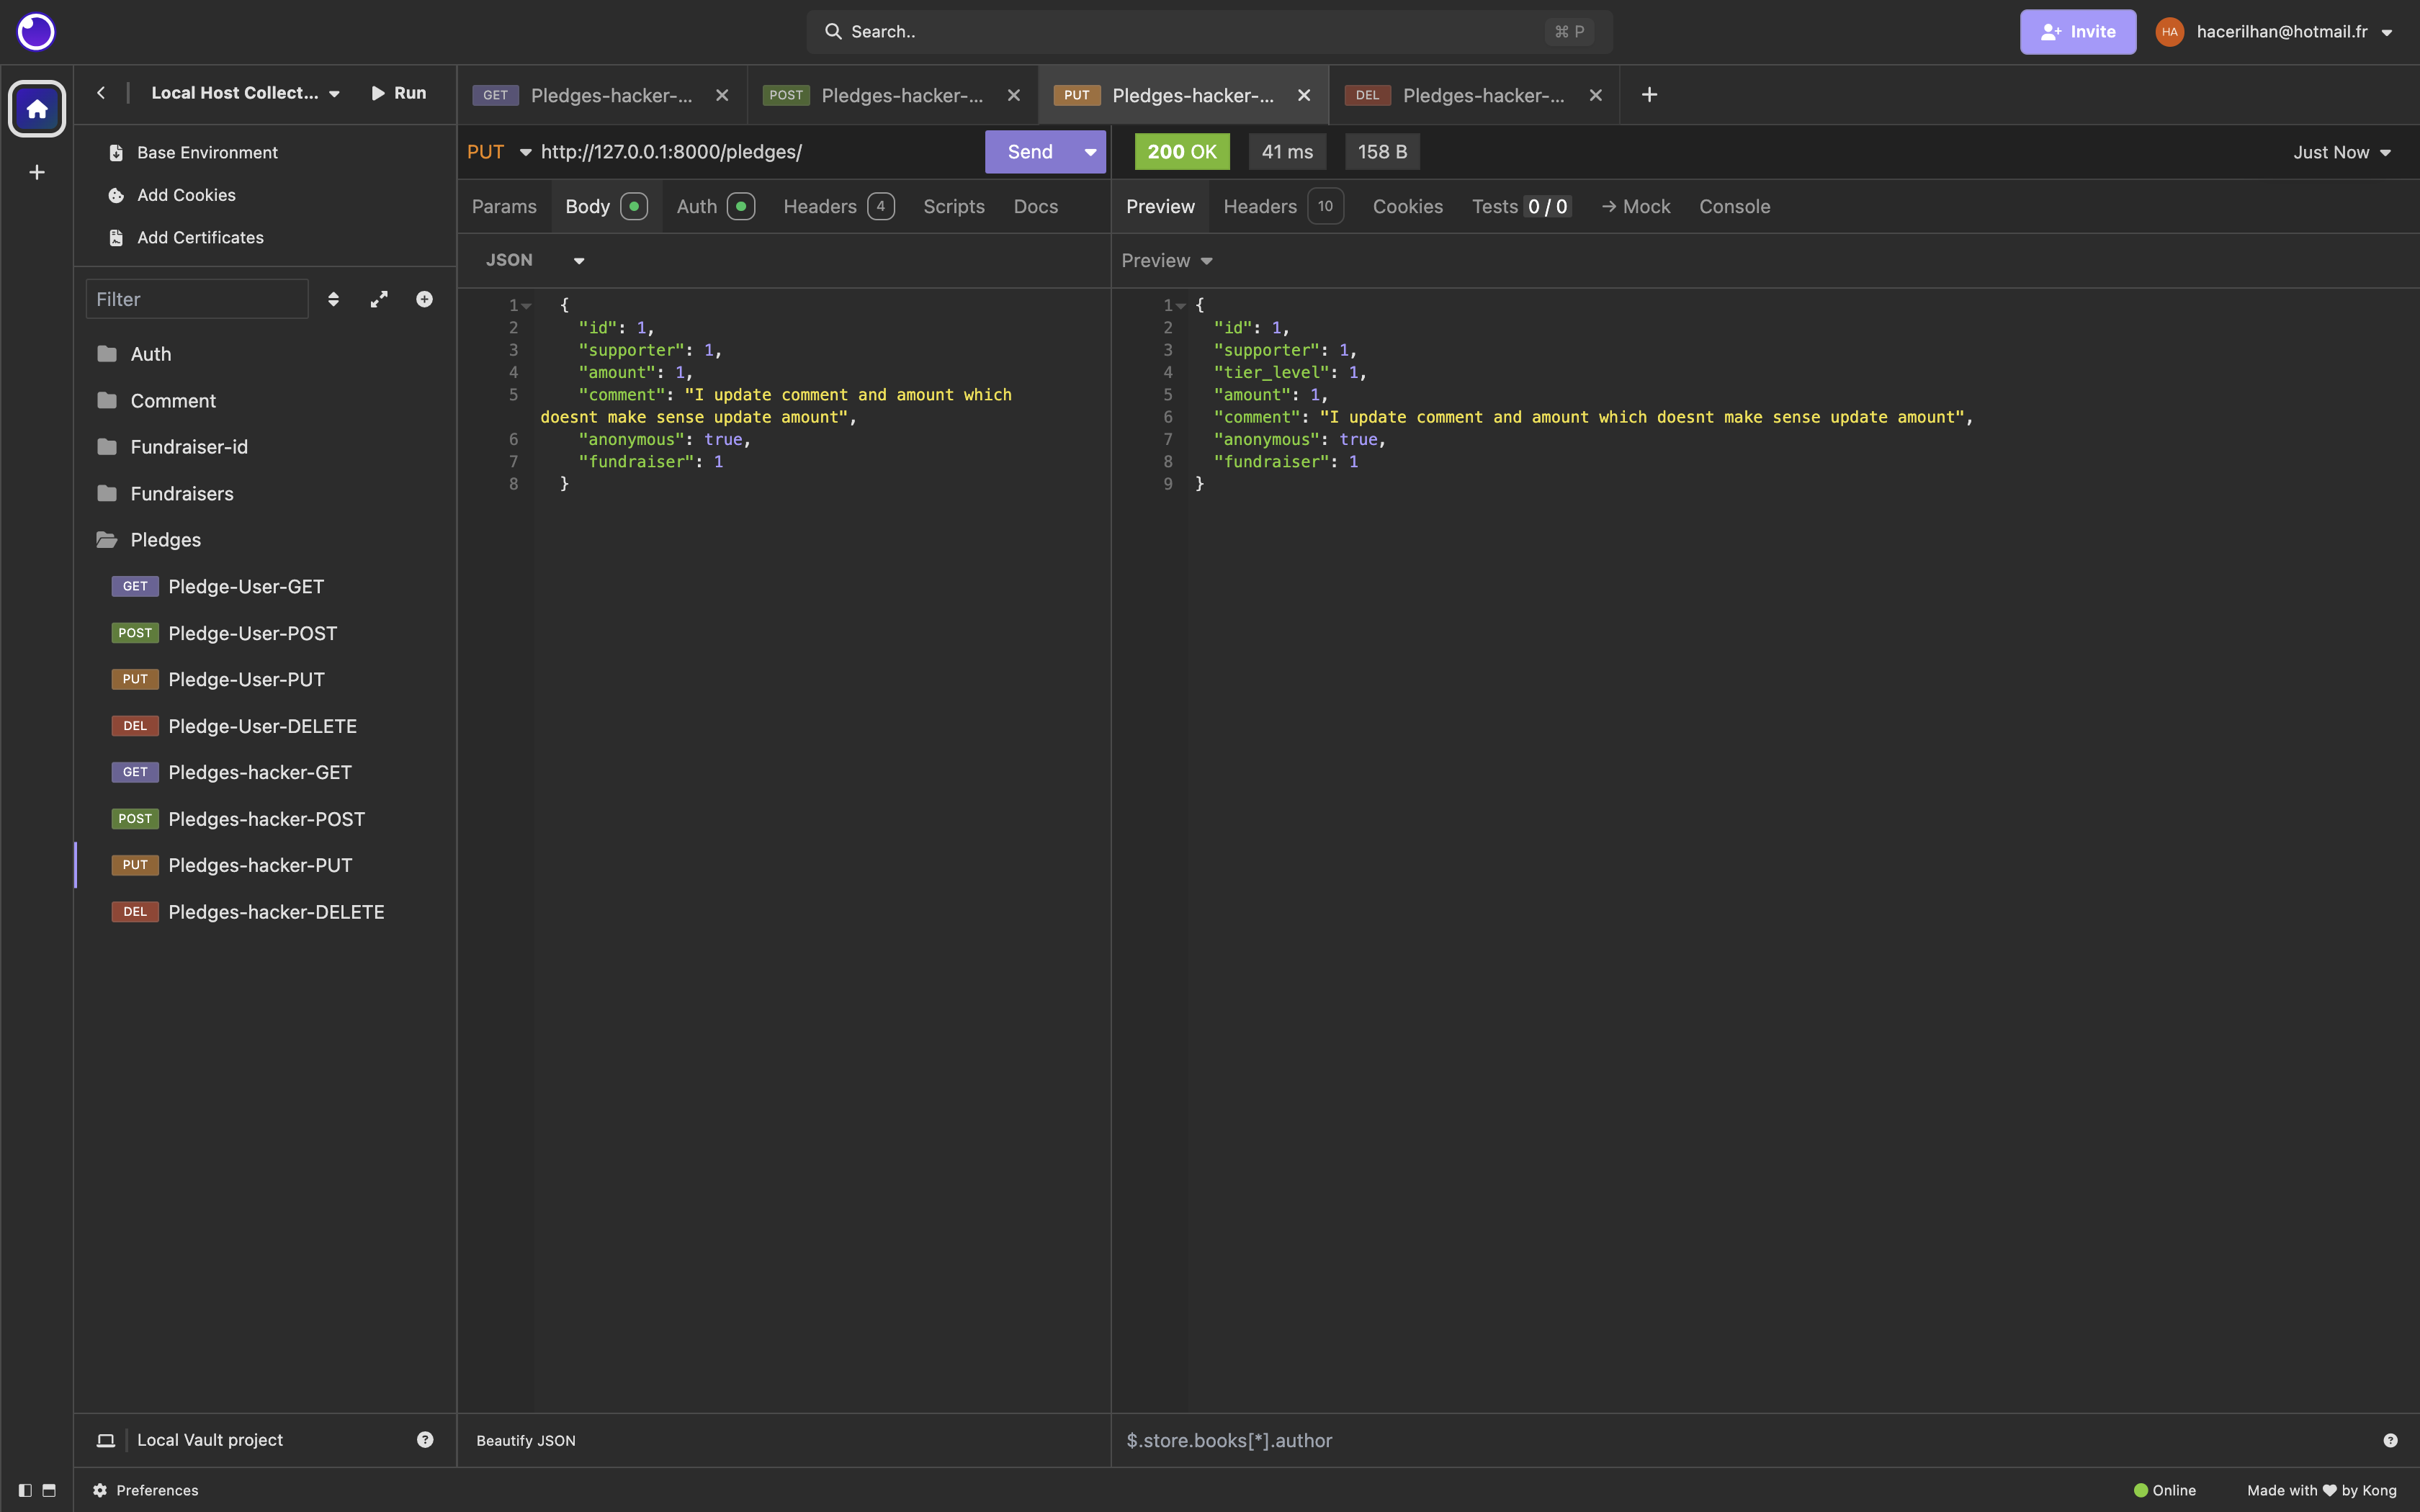 Search..
⌘ P
Invite
HA
hacerilhan@hotmail.fr
Local Host Collect...
Run
GET Pledges-hacker-...
POST Pledges-hacker-...
PUT Pledges-hacker-...
DEL Pledges-hacker-...
Base Environment
Add Cookies
Add Certificates
Filter
Auth
Comment
Fundraiser-id
Fundraisers
Pledges
GET Pledge-User-GET
POST Pledge-User-POST
PUT Pledge-User-PUT
DEL Pledge-User-DELETE
GET Pledges-hacker-GET
POST Pledges-hacker-POST
PUT Pledges-hacker-PUT
DEL Pledges-hacker-DELETE
Local Vault project
PUT http://127.0.0.1:8000/pledges/
Send
Params Body Auth Headers 4 Scripts Docs
JSON
1 {
2 "id": 1,
3 "supporter": 1,
4 "amount": 1,
5 "comment": "I update comment and amount which
doesnt make sense update amount",
6 "anonymous": true,
7 "fundraiser": 1
8 }
Beautify JSON
200 OK 41 ms 158 B
Just Now
Preview Headers 10 Cookies Tests 0 / 0 → Mock Console
Preview
1 {
2 "id": 1,
3 "supporter": 1,
4 "tier_level": 1,
5 "amount": 1,
6 "comment": "I update comment and amount which doesnt make sense update amount",
7 "anonymous": true,
8 "fundraiser": 1
9 }
$.store.books[*].author
Preferences
Online
Made with ♥ by Kong